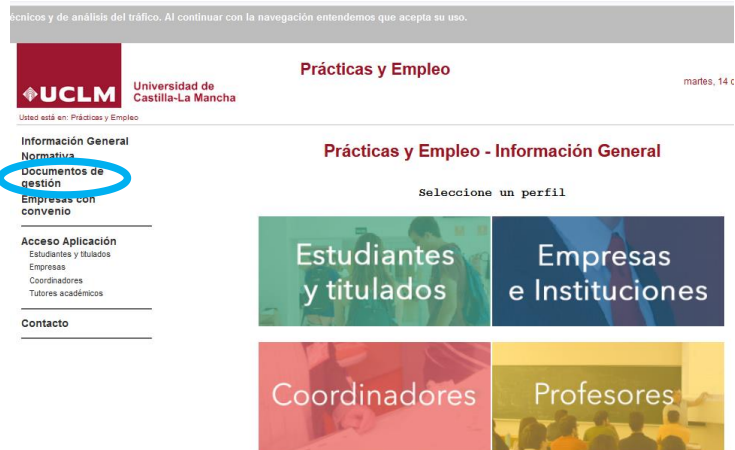 écnicos y de análisis del tráfico. Al continuar con la navegación entendemos que acepta su uso.
Prácticas y Empleo
martes, 14 d
UCLM
Universidad de
Castilla-La Mancha
Usted está en: Prácticas y Empleo
Información General
Normativa
Documentos de
gestión
Empresas con
convenio
Acceso Aplicación
Estudiantes y titulados
Empresas
Coordinadores
Tutores académicos
Contacto
Prácticas y Empleo - Información General
Seleccione un perfil
Estudiantes
y titulados
Empresas
e Instituciones
Coordinadores
Profesores